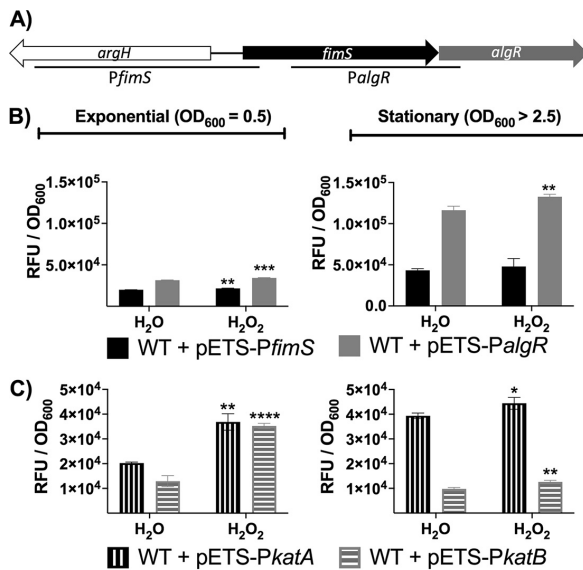 A)
argH fimS algR
PfimS PalgR
B)
Exponential (OD600 = 0.5) Stationary (OD600 > 2.5)
RFU / OD600
1.5×10^5
1.0×10^5
5.0×10^4
** ***
H2O H2O2
RFU / OD600
1.5×10^5
1.0×10^5
5.0×10^4
0.0
**
H2O H2O2
WT + pETS-PfimS WT + pETS-PalgR
C)
RFU / OD600
5×10^4
4×10^4
3×10^4
2×10^4
1×10^4
** ****
H2O H2O2
RFU / OD600
5×10^4
4×10^4
3×10^4
2×10^4
1×10^4
* **
H2O H2O2
WT + pETS-PkatA WT + pETS-PkatB